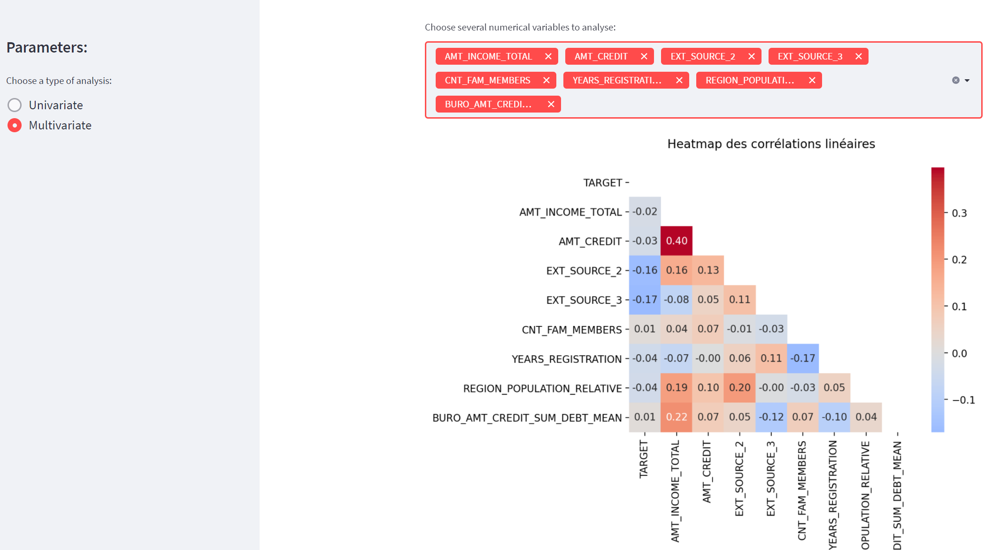 Parameters:
Choose a type of analysis:
Univariate
Multivariate
Choose several numerical variables to analyse:
AMT_INCOME_TOTAL AMT_CREDIT EXT_SOURCE_2 EXT_SOURCE_3
CNT_FAM_MEMBERS YEARS_REGISTRATI... REGION_POPULATI...
BURO_AMT_CREDI...
Heatmap des corrélations linéaires
TARGET
AMT_INCOME_TOTAL -0.02
AMT_CREDIT -0.03 0.40
EXT_SOURCE_2 -0.16 0.16 0.13
EXT_SOURCE_3 -0.17 -0.08 0.05 0.11
CNT_FAM_MEMBERS 0.01 0.04 0.07 -0.01 -0.03
YEARS_REGISTRATION -0.04 -0.07 -0.00 0.06 0.11 -0.17
REGION_POPULATION_RELATIVE -0.04 0.19 0.10 0.20 -0.00 -0.03 0.05
BURO_AMT_CREDIT_SUM_DEBT_MEAN 0.01 0.22 0.07 0.05 -0.12 0.07 -0.10 0.04
TARGET
AMT_INCOME_TOTAL
AMT_CREDIT
EXT_SOURCE_2
EXT_SOURCE_3
CNT_FAM_MEMBERS
YEARS_REGISTRATION
OPULATION_RELATIVE
DIT_SUM_DEBT_MEAN
0.3
0.2
0.1
0.0
−0.1